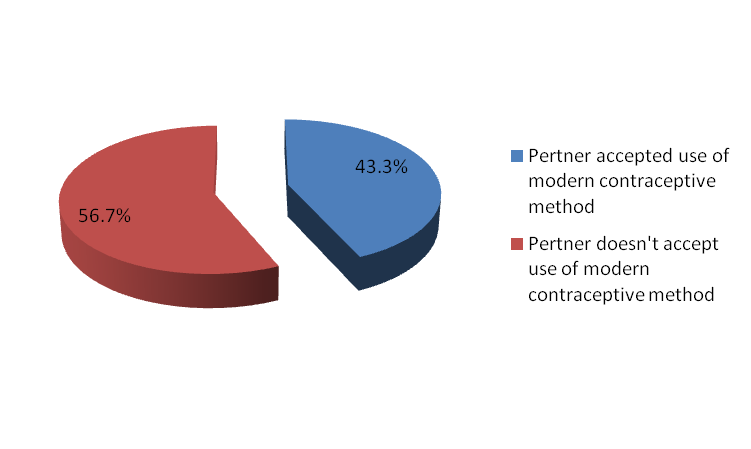 43.3%
56.7%
Pertner accepted use of
modern contraceptive
method
Pertner doesn't accept
use of modern
contraceptive method